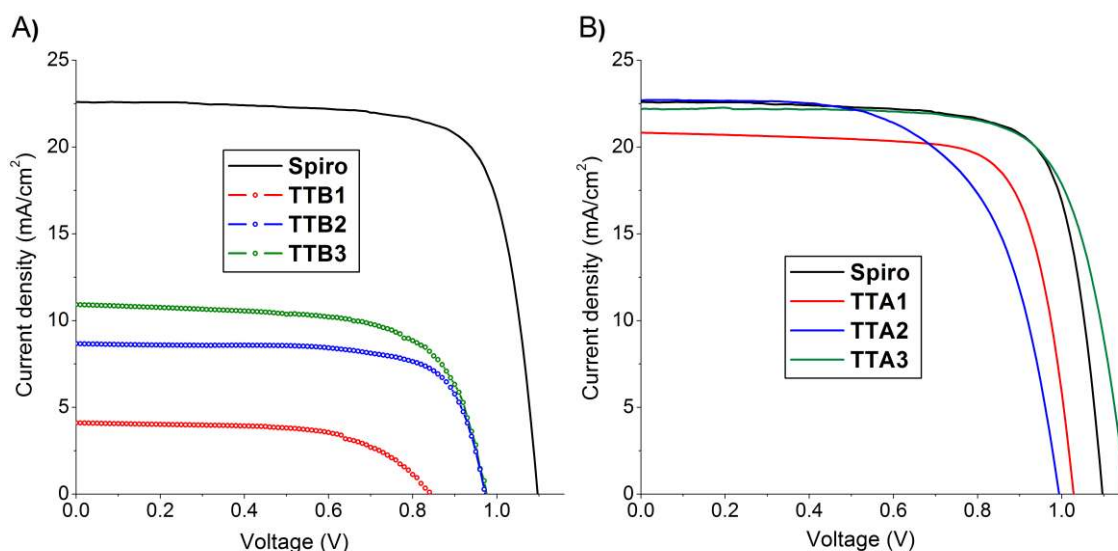 A)
25
20
15
10
5
0
Current density (mA/cm²)
Spiro
TTB1
TTB2
TTB3
0.0 0.2 0.4 0.6 0.8 1.0
Voltage (V)
B)
25
20
15
10
5
0
Current density (mA/cm²)
Spiro
TTA1
TTA2
TTA3
0.0 0.2 0.4 0.6 0.8 1.0
Voltage (V)